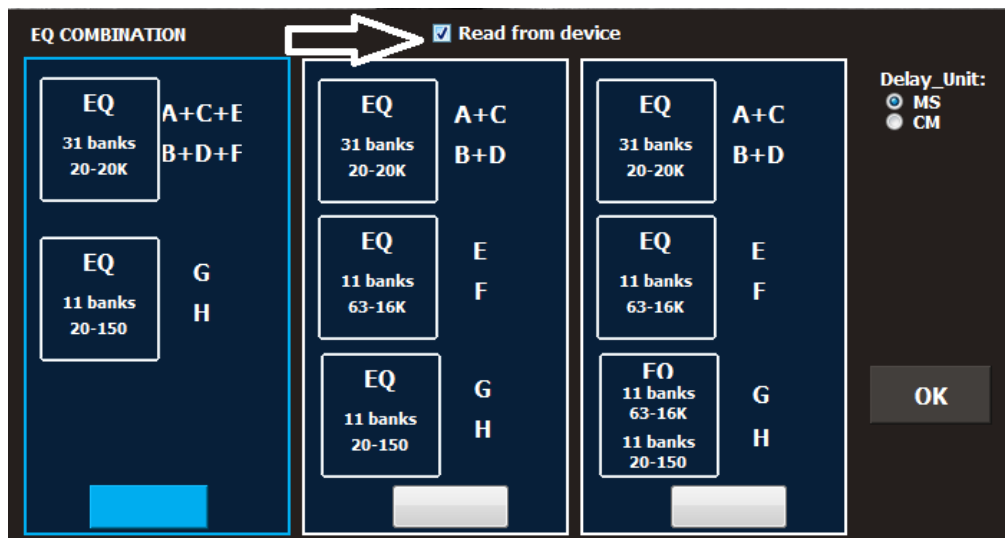 EQ COMBINATION
Read from device
EQ
31 banks
20-20K
A+C+E
B+D+F
EQ
11 banks
20-150
G
H
EQ
31 banks
20-20K
A+C
B+D
EQ
11 banks
63-16K
E
F
EQ
11 banks
20-150
G
H
EQ
31 banks
20-20K
A+C
B+D
EQ
11 banks
63-16K
E
F
EQ
11 banks
63-16K
11 banks
20-150
G
H
Delay_Unit:
MS
CM
OK